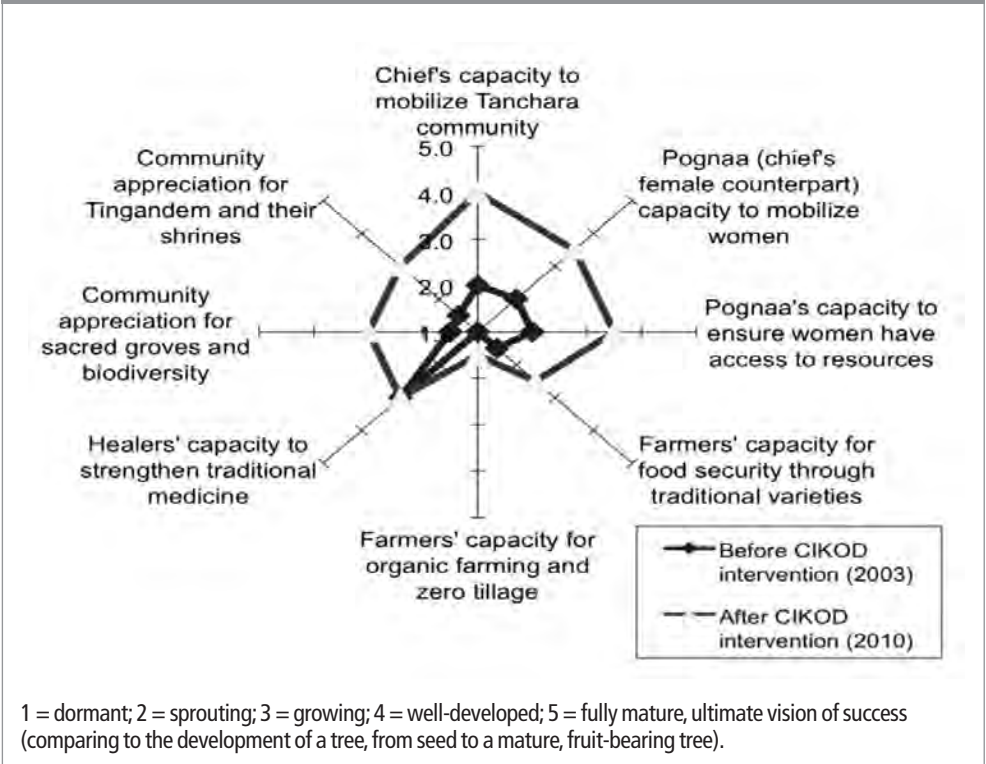 Chief's capacity to
mobilize Tanchara
community
5.0
4.0
3.0
2.0
1
Pognaa (chief's
female counterpart)
capacity to mobilize
women
Pognaa's capacity to
ensure women have
access to resources
Farmers' capacity for
food security through
traditional varieties
Farmers' capacity for
organic farming and
zero tillage
Healers' capacity to
strengthen traditional
medicine
Community
appreciation for
sacred groves and
biodiversity
Community
appreciation for
Tingandem and their
shrines
Before CIKOD
intervention (2003)
After CIKOD
intervention (2010)
1 = dormant; 2 = sprouting; 3 = growing; 4 = well-developed; 5 = fully mature, ultimate vision of success
(comparing to the development of a tree, from seed to a mature, fruit-bearing tree).